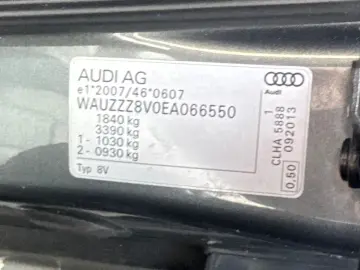 AUDI AG
e1*2007/46*0607
WAUZZZ8V0EA066550
1840 kg
3390 kg
1 - 1030 kg
2 - 0930 kg
Typ 8V
Audi
1
CLHA 5888
092013
0,50